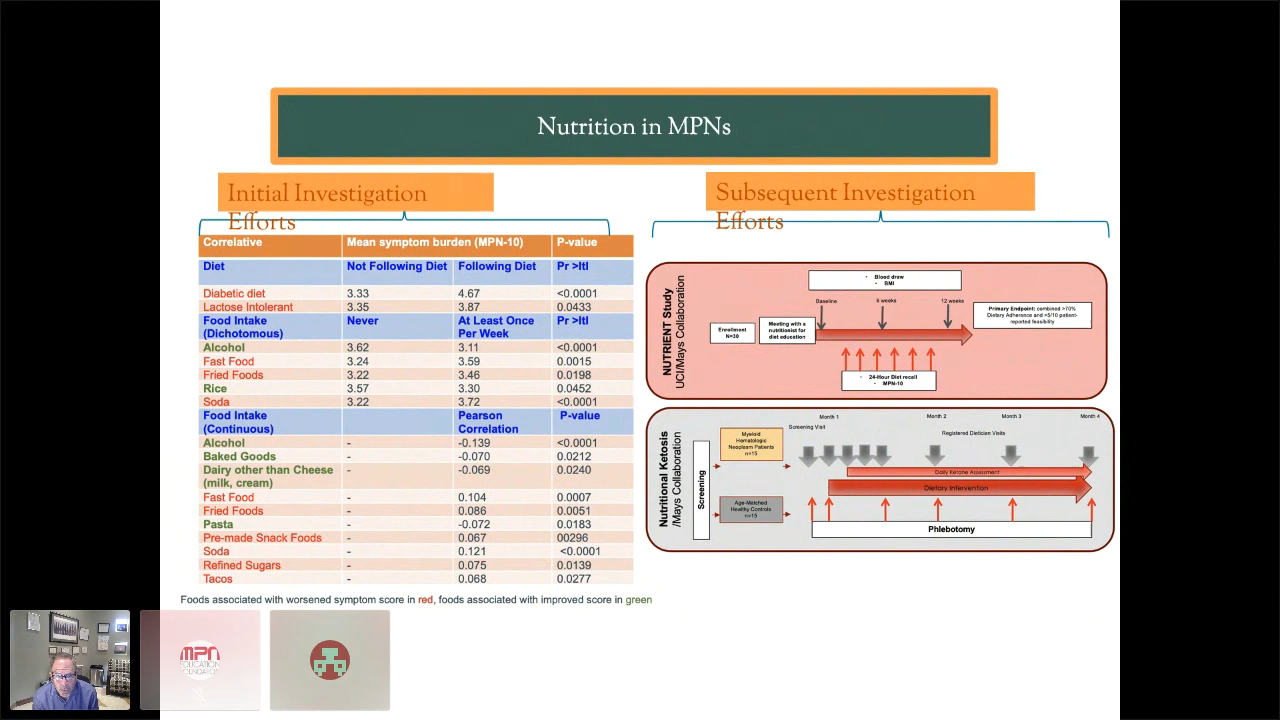 Nutrition in MPNs
Initial Investigation
Efforts
Correlative Mean symptom burden (MPN-10) P-value
Diet Not Following Diet Following Diet Pr >ltl
Diabetic diet 3.33 4.67 <0.0001
Lactose Intolerant 3.35 3.87 0.0433
Food Intake Never At Least Once Pr >ltl
(Dichotomous) Per Week
Alcohol 3.62 3.11 <0.0001
Fast Food 3.24 3.59 0.0015
Fried Foods 3.22 3.46 0.0198
Rice 3.57 3.30 0.0452
Soda 3.22 3.72 <0.0001
Food Intake Pearson P-value
(Continuous) Correlation
Alcohol - -0.139 <0.0001
Baked Goods - -0.070 0.0212
Dairy other than Cheese - -0.069 0.0240
(milk, cream)
Fast Food - 0.104 0.0007
Fried Foods - 0.086 0.0051
Pasta - -0.072 0.0183
Pre-made Snack Foods - 0.067 00296
Soda - 0.121 <0.0001
Refined Sugars - 0.075 0.0139
Tacos - 0.068 0.0277
Foods associated with worsened symptom score in red, foods associated with improved score in green
Subsequent Investigation
Efforts
NUTRIENT Study
UCI/Mays Collaboration
• Blood draw
• BMI
Baseline 6 weeks 12 weeks
Enrollment
N=30
Meeting with a
nutritionist for
diet education
Primary Endpoint: combined >70%
Dietary Adherence and >5/10 patient-
reported feasibility
• 24-Hour Diet recall
• MPN-10
Nutritional Ketosis
/Mays Collaboration
Month 1 Month 2 Month 3 Month 4
Screening Visit
Registered Dietician Visits
Screening
Myeloid
Hematologic
Neoplasm Patients
n=15
Age-Matched
Healthy Controls
n=15
Daily Ketone Assessment
Dietary Intervention
Phlebotomy
MPN
EDUCATION
FOUNDATION